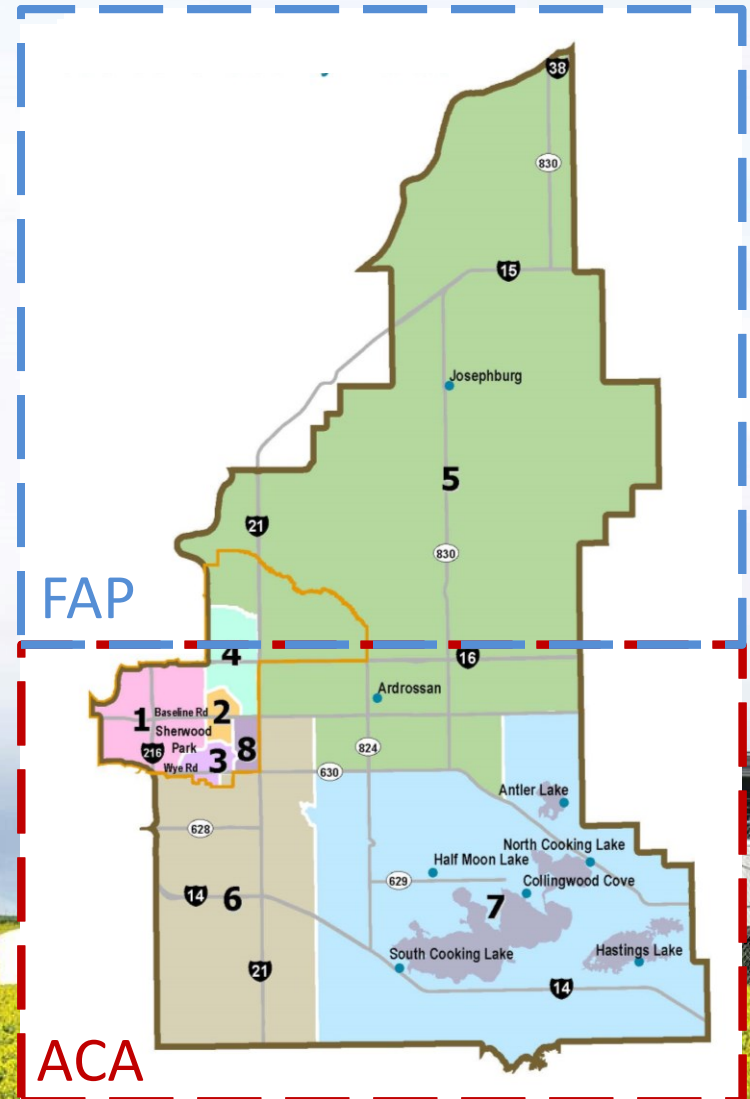 38
830
15
Josephburg
5
21
830
FAP
4
16
Ardrossan
2
1
Baseline Rd
Sherwood
Park
8
824
216
3
Wye Rd
630
Antler Lake
628
North Cooking Lake
Half Moon Lake
629
Collingwood Cove
14
6
7
South Cooking Lake
Hastings Lake
21
14
ACA